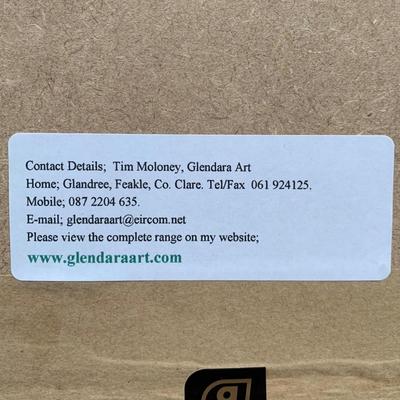 Contact Details;  Tim Moloney, Glendara Art
Home; Glandree, Feakle, Co. Clare. Tel/Fax  061 924125.
Mobile; 087 2204 635.
E-mail; glendaraart@eircom.net
Please view the complete range on my website;
www.glendaraart.com